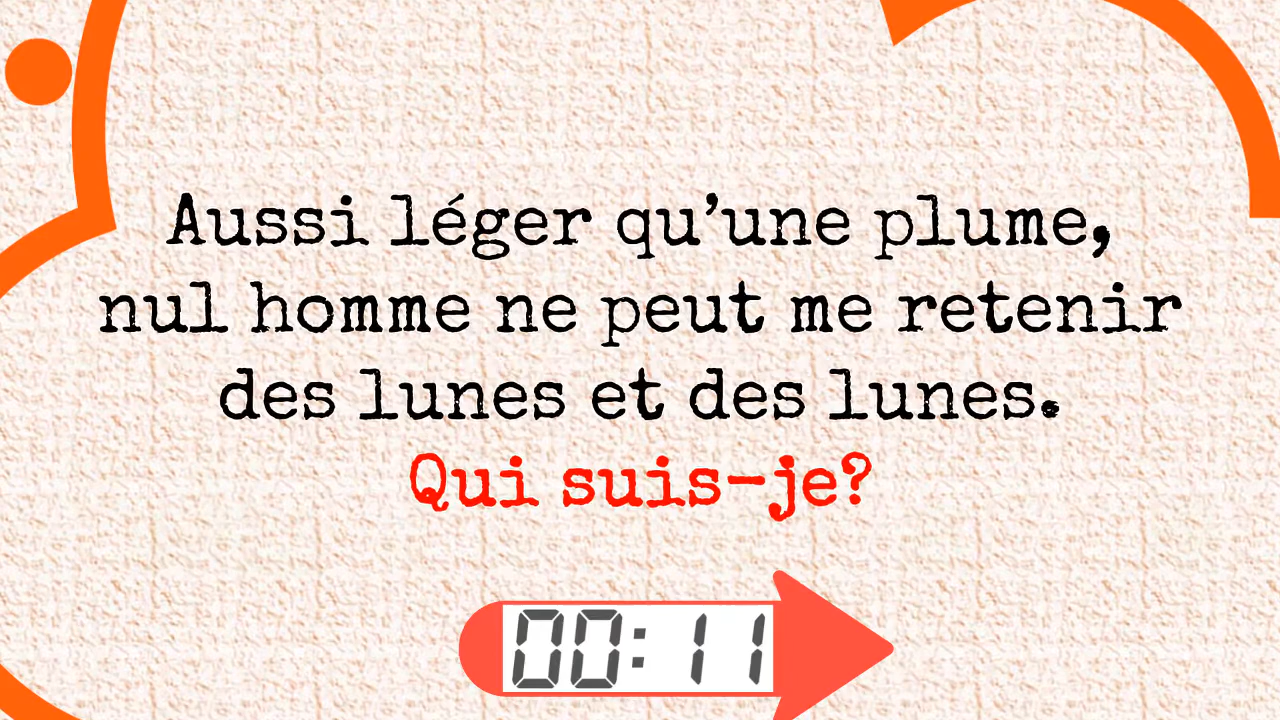 Aussi léger qu’une plume,
nul homme ne peut me retenir
des lunes et des lunes.
Qui suis-je?
00:11